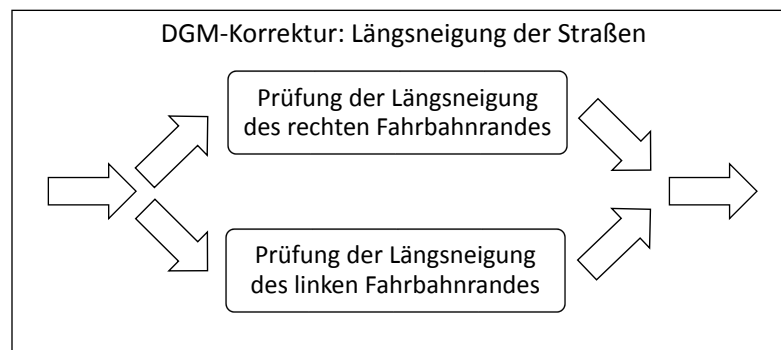 DGM-Korrektur: Längsneigung der Straßen
Prüfung der Längsneigung
des rechten Fahrbahnrandes
Prüfung der Längsneigung
des linken Fahrbahnrandes